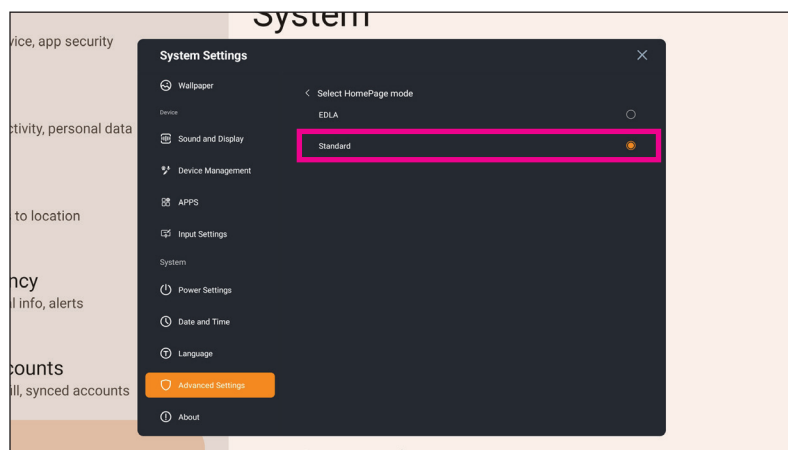 System
vice, app security
ctivity, personal data
to location
ncy
al info, alerts
counts
ill, synced accounts
System Settings
Wallpaper
Device
Sound and Display
Device Management
APPS
Input Settings
System
Power Settings
Date and Time
Language
Advanced Settings
About
< Select HomePage mode
EDLA
Standard